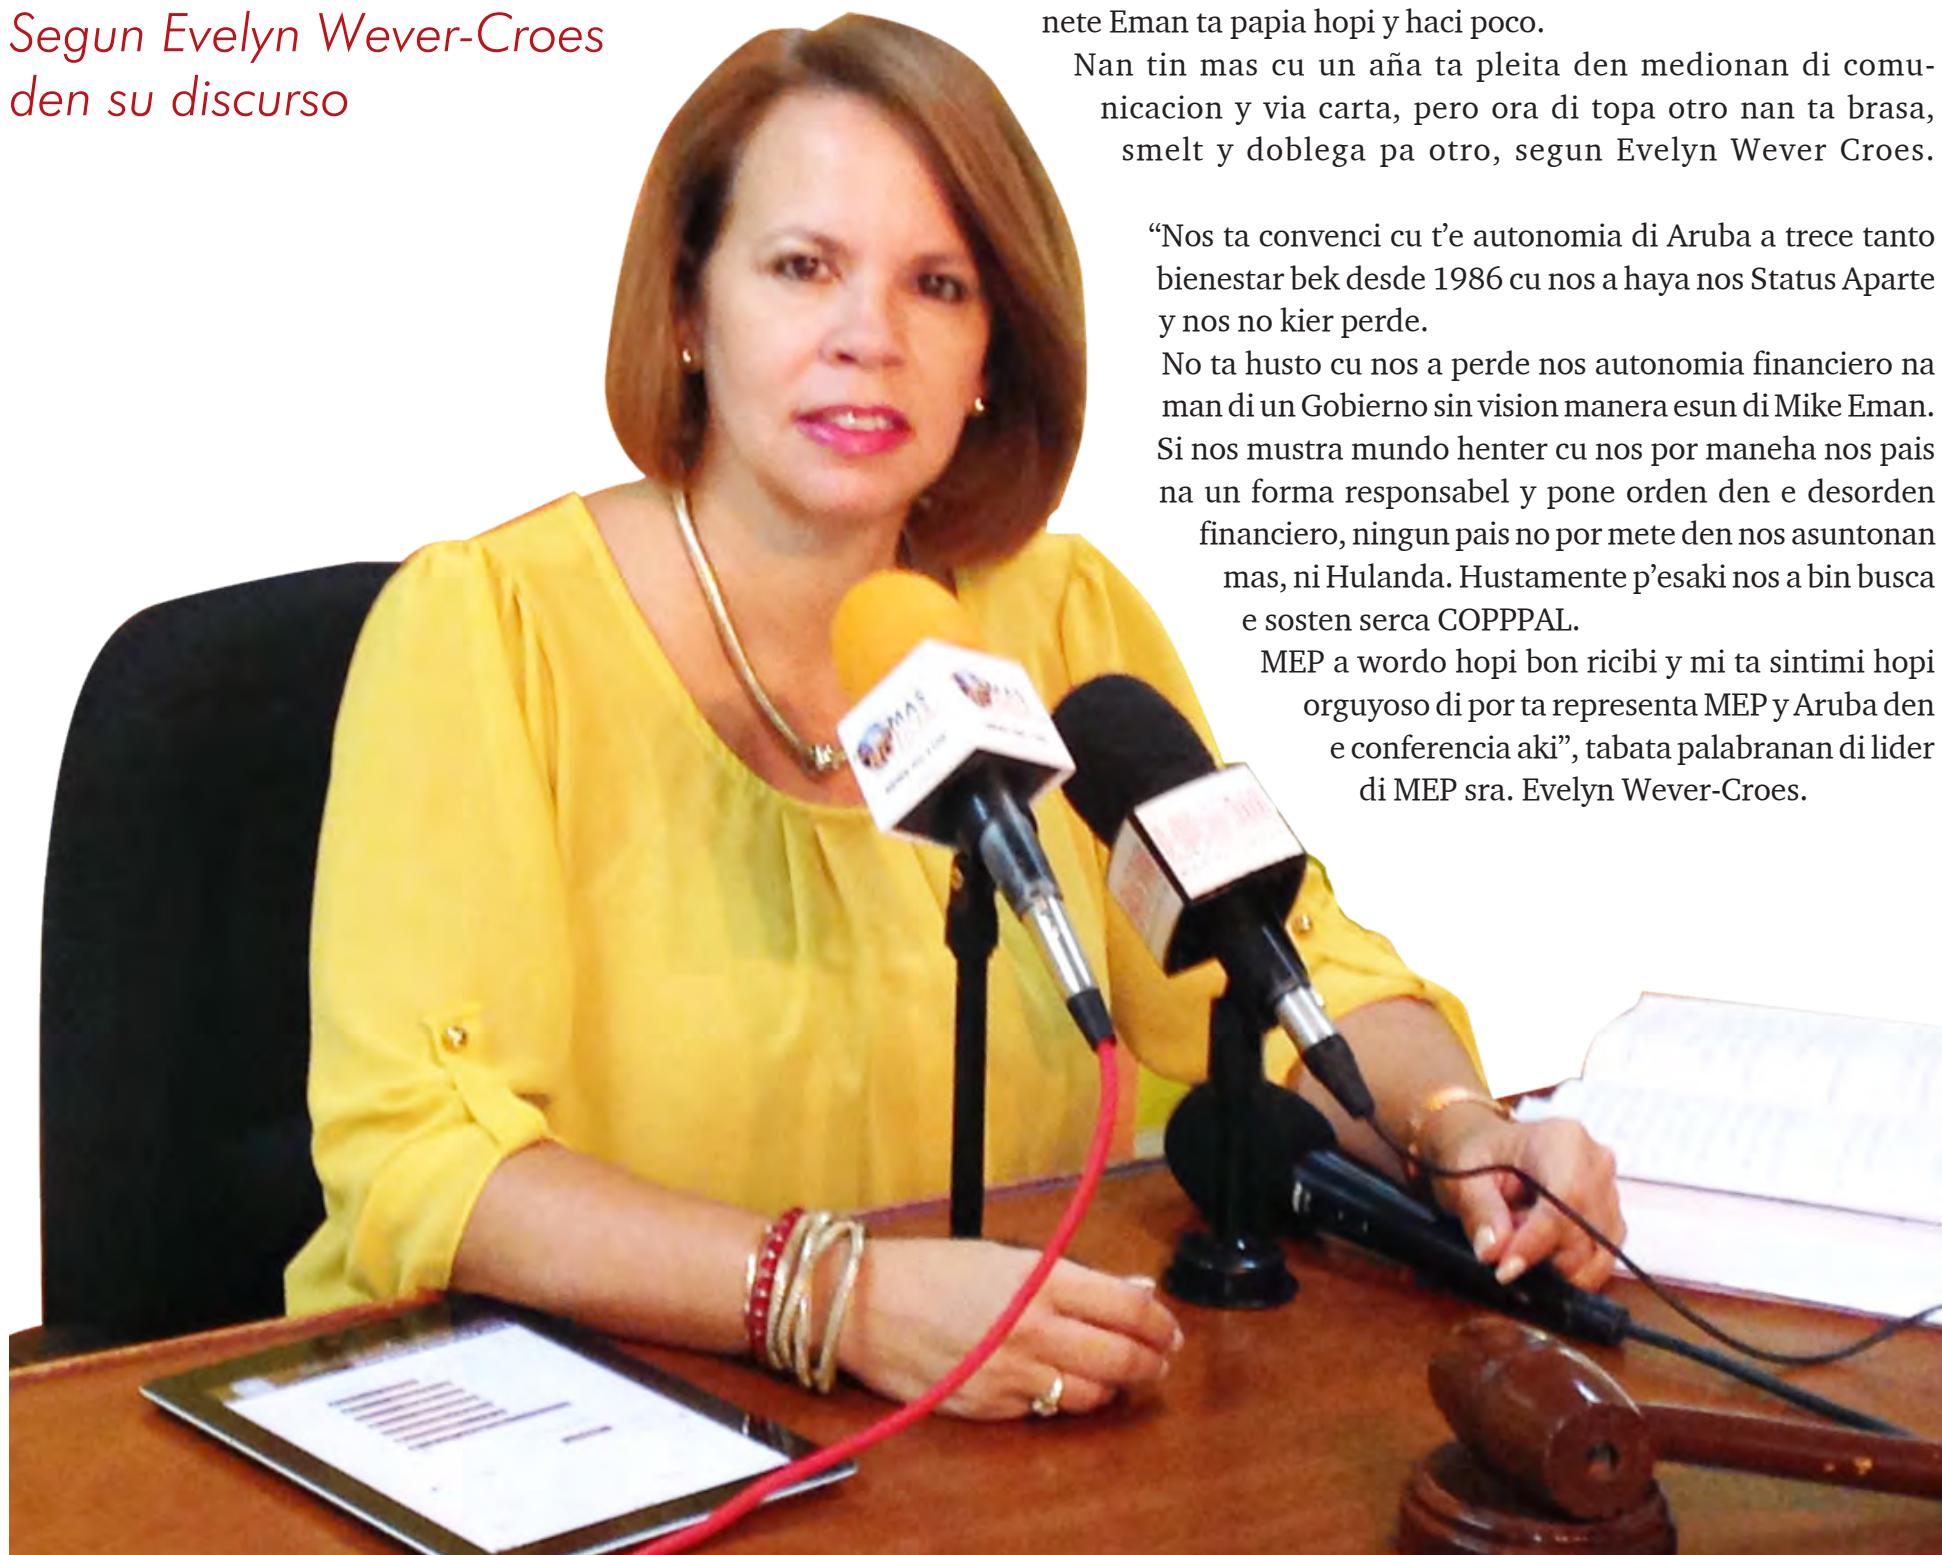 Segun Evelyn Wever-Croes
den su discurso
nete Eman ta papia hopi y haci poco.
Nan tin mas cu un aña ta pleita den medionan di comu-
nicacion y via carta, pero ora di topa otro nan ta brasa,
smelt y doblega pa otro, segun Evelyn Wever Croes.
“Nos ta convenci cu t’e autonomia di Aruba a trece tanto
bienestar bek desde 1986 cu nos a haya nos Status Aparte
y nos no kier perde.
No ta husto cu nos a perde nos autonomia financiero na
man di un Gobierno sin vision manera esun di Mike Eman.
Si nos mustra mundo henter cu nos por maneha nos pais
na un forma responsabel y pone orden den e desorden
financiero, ningun pais no por mete den nos asuntonan
mas, ni Hulanda. Hustamente p’esaki nos a bin busca
e sosten serca COPPPAL.
MEP a wordo hopi bon ricibi y mi ta sintimi hopi
orguyoso di por ta representa MEP y Aruba den
e conferencia aki”, tabata palabranan di lider
di MEP sra. Evelyn Wever-Croes.
MAS